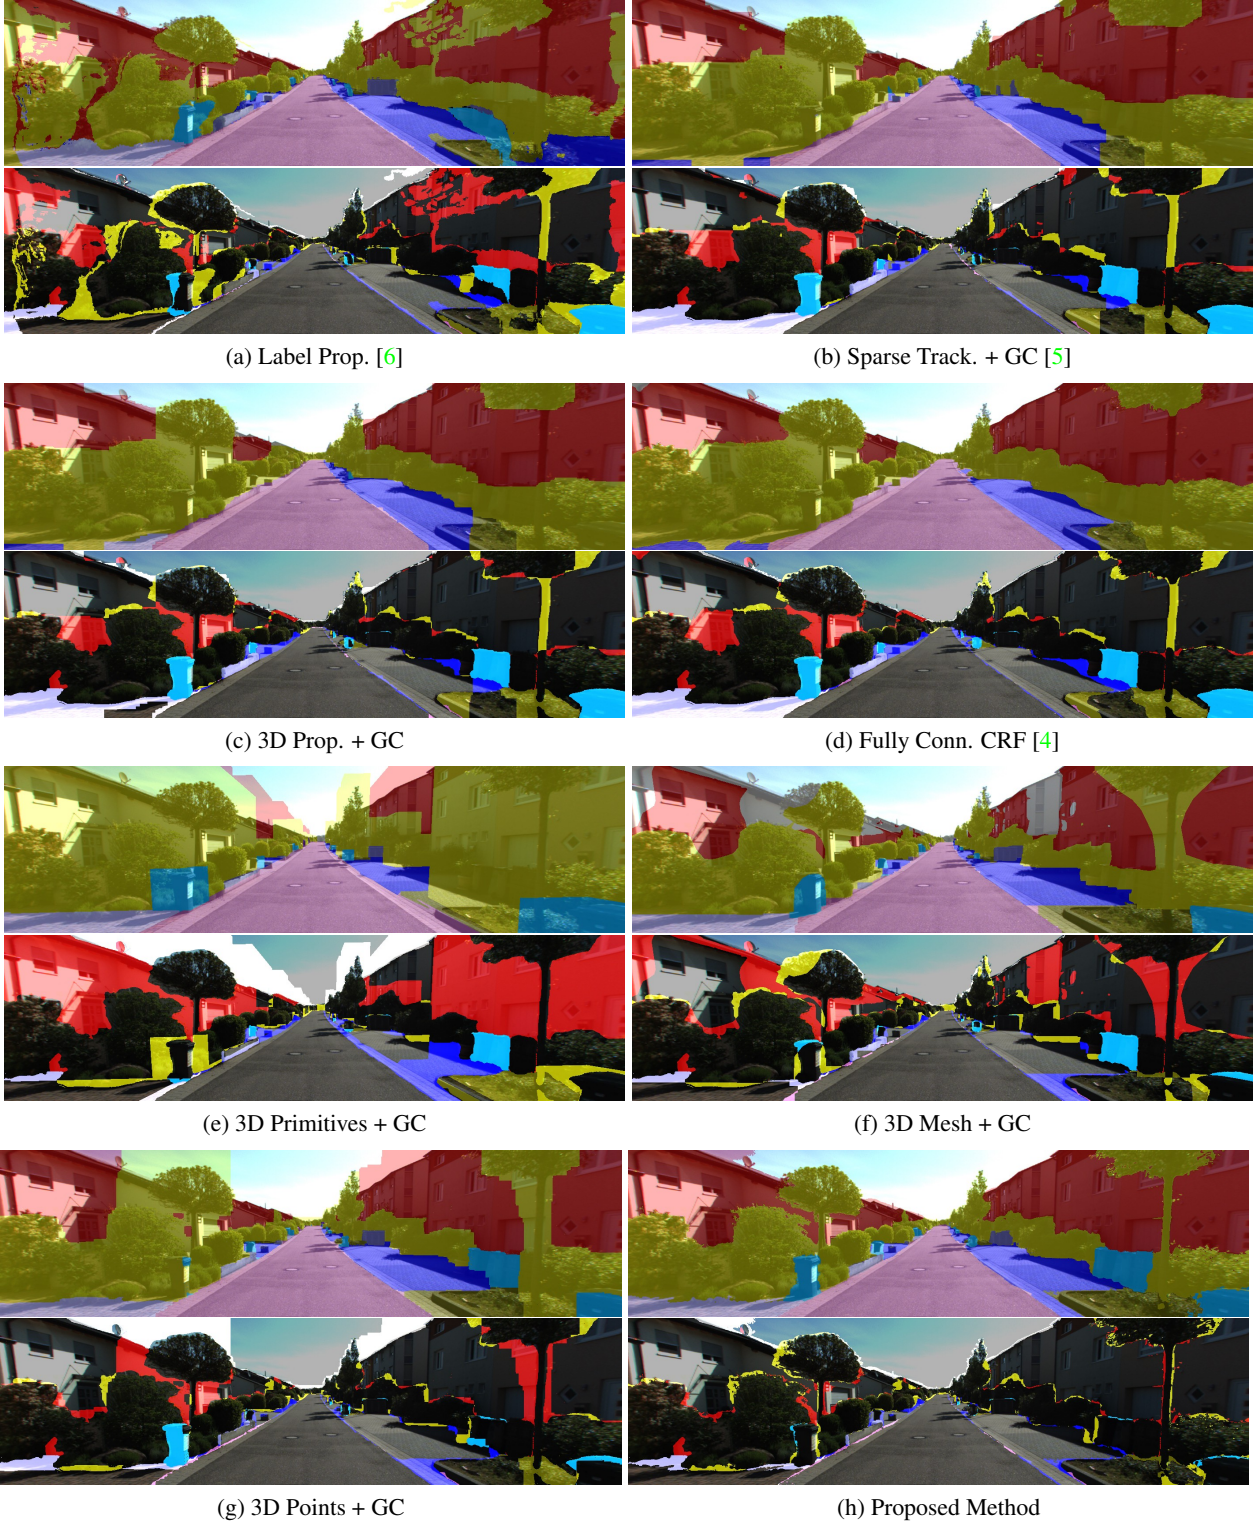 (a) Label Prop. [6]
(b) Sparse Track. + GC [5]
(c) 3D Prop. + GC
(d) Fully Conn. CRF [4]
(e) 3D Primitives + GC
(f) 3D Mesh + GC
(g) 3D Points + GC
(h) Proposed Method